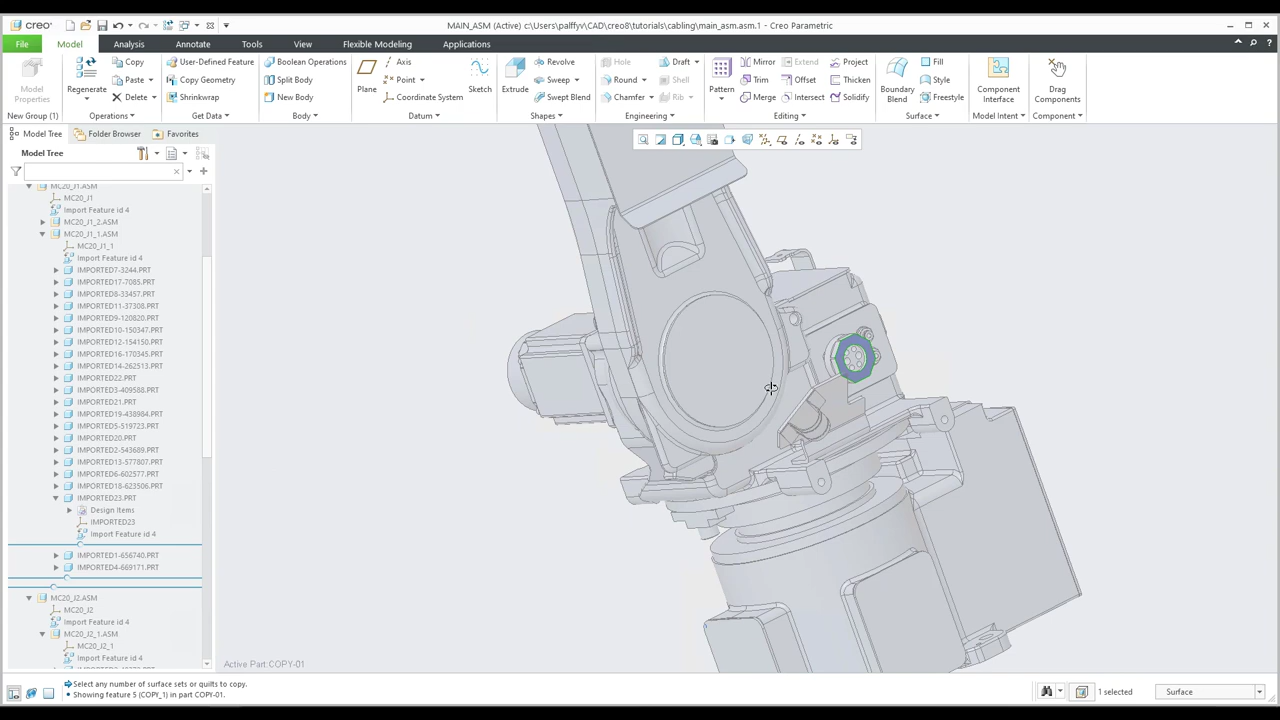 creo MAIN_ASM (Active) c:\Users\palffyv\CAD\creo8\tutorials\cabling\main_asm.asm.1 - Creo Parametric
File Model Analysis Annotate Tools View Flexible Modeling Applications
Model Properties
New Group (1)
Regenerate
Copy
Paste
Delete
Operations
User-Defined Feature
Copy Geometry
Shrinkwrap
Get Data
Boolean Operations
Split Body
New Body
Body
Plane
Axis
Point
Coordinate System
Sketch
Datum
Extrude
Revolve
Sweep
Swept Blend
Shapes
Hole
Round
Chamfer
Draft
Shell
Rib
Engineering
Pattern
Mirror
Trim
Merge
Extend
Offset
Intersect
Project
Thicken
Solidify
Editing
Boundary Blend
Fill
Style
Freestyle
Surface
Component Interface
Model Intent
Drag Components
Component
Model Tree Folder Browser Favorites
Model Tree
MC20_J1.ASM
MC20_J1
Import Feature id 4
MC20_J1_2.ASM
MC20_J1_1.ASM
MC20_J1_1
Import Feature id 4
IMPORTED7-3244.PRT
IMPORTED17-7085.PRT
IMPORTED8-33457.PRT
IMPORTED11-37308.PRT
IMPORTED9-120820.PRT
IMPORTED10-150347.PRT
IMPORTED12-154150.PRT
IMPORTED16-170345.PRT
IMPORTED14-262513.PRT
IMPORTED22.PRT
IMPORTED3-409588.PRT
IMPORTED21.PRT
IMPORTED19-438984.PRT
IMPORTED5-519723.PRT
IMPORTED20.PRT
IMPORTED2-543689.PRT
IMPORTED13-577807.PRT
IMPORTED6-602577.PRT
IMPORTED18-623506.PRT
IMPORTED23.PRT
Design Items
IMPORTED23
Import Feature id 4
IMPORTED1-656740.PRT
IMPORTED4-669171.PRT
MC20_J2.ASM
MC20_J2
Import Feature id 4
MC20_J2_1.ASM
MC20_J2_1
Import Feature id 4
Active Part:COPY-01
Select any number of surface sets or quilts to copy.
Showing feature 5 (COPY_1) in part COPY-01.
1 selected
Surface